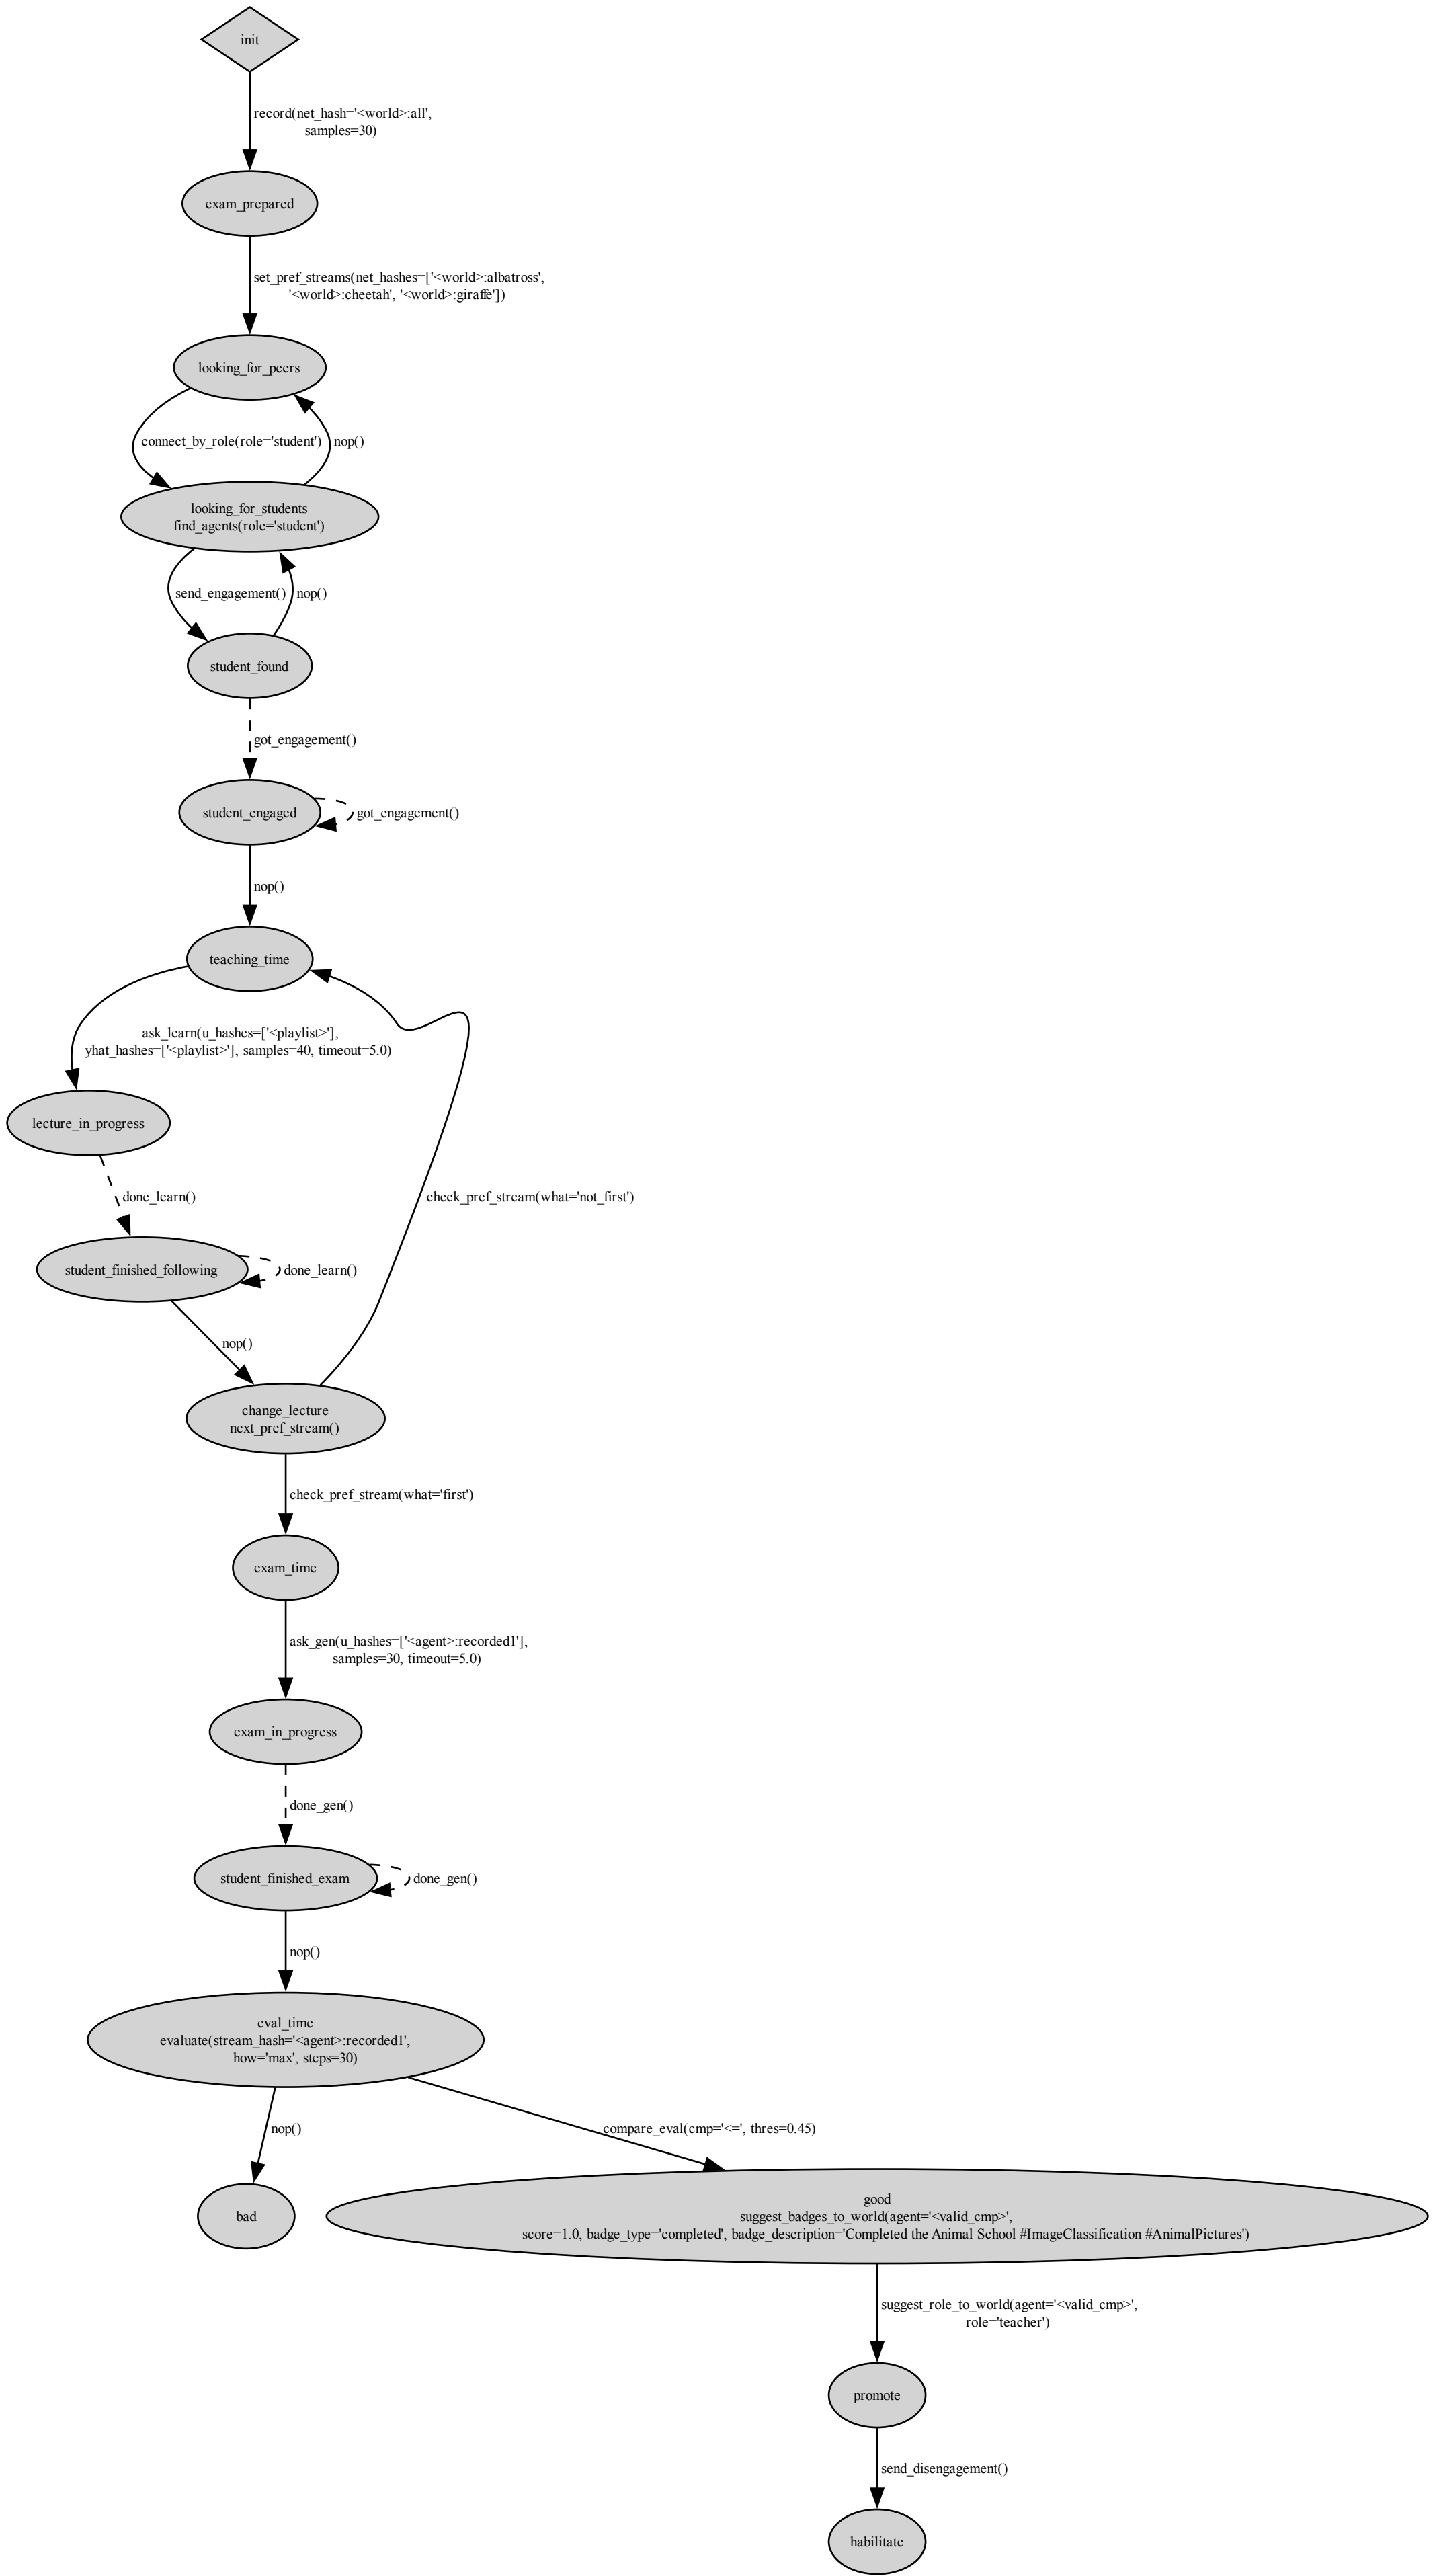 init
record(net_hash='<world>:all',
samples=30)
exam_prepared
set_pref_streams(net_hashes=['<world>:albatross',
'<world>:cheetah', '<world>:giraffe'])
looking_for_peers
connect_by_role(role='student')
nop()
looking_for_students
find_agents(role='student')
send_engagement()
nop()
student_found
got_engagement()
student_engaged
got_engagement()
nop()
teaching_time
ask_learn(u_hashes=['<playlist>'],
yhat_hashes=['<playlist>'], samples=40, timeout=5.0)
lecture_in_progress
done_learn()
check_pref_stream(what='not_first')
student_finished_following
done_learn()
nop()
change_lecture
next_pref_stream()
check_pref_stream(what='first')
exam_time
ask_gen(u_hashes=['<agent>:recorded1'],
samples=30, timeout=5.0)
exam_in_progress
done_gen()
student_finished_exam
done_gen()
nop()
eval_time
evaluate(stream_hash='<agent>:recorded1',
how='max', steps=30)
nop()
compare_eval(cmp='<=', thres=0.45)
bad
good
suggest_badges_to_world(agent='<valid_cmp>',
score=1.0, badge_type='completed', badge_description='Completed the Animal School #ImageClassification #AnimalPictures')
suggest_role_to_world(agent='<valid_cmp>',
role='teacher')
promote
send_disengagement()
habilitate